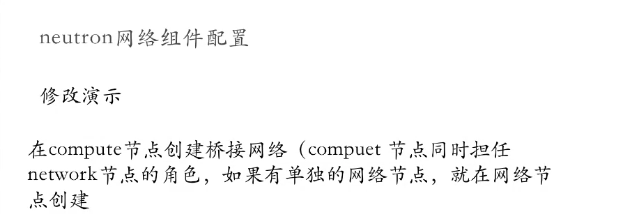 neutron网络组件配置
修改演示
在compute节点创建桥接网络（compuet 节点同时担任
network节点的角色，如果有单独的网络节点，就在网络节
点创建